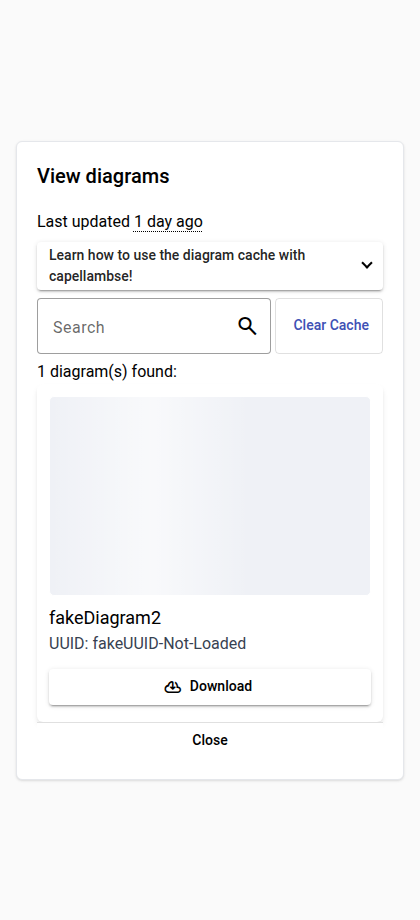 View diagrams
Last updated 1 day ago
Learn how to use the diagram cache with
capellambse!
Search
Clear Cache
1 diagram(s) found:
fakeDiagram2
UUID: fakeUUID-Not-Loaded
Download
Close